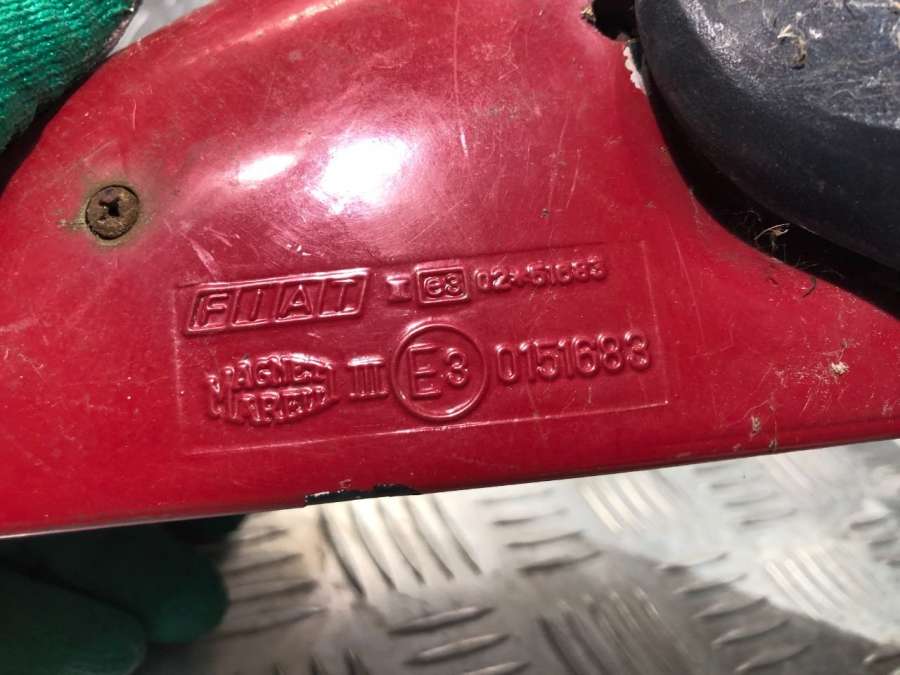 FIAT I e3 02*51683
MAGNETI MARELLI III E3 0151683